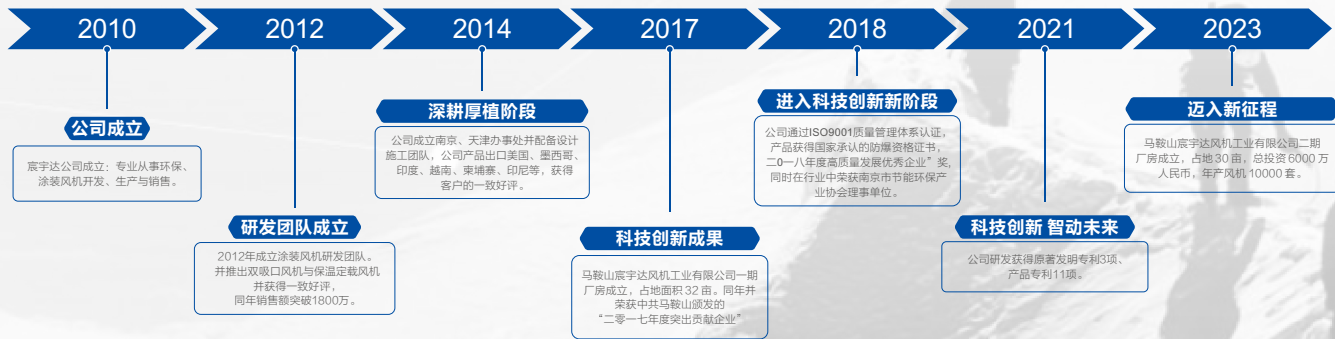 2010
2012
2014
2017
2018
2021
2023
公司成立
宸宇达公司成立：专业从事环保、
涂装风机开发、生产与销售。
研发团队成立
2012年成立涂装风机研发团队。
并推出双吸口风机与保温定载风机
并获得一致好评，
同年销售额突破1800万。
深耕厚植阶段
公司成立南京、天津办事处并配备设计
施工团队，公司产品出口美国、墨西哥、
印度、越南、柬埔寨、印尼等，获得
客户的一致好评。
科技创新成果
马鞍山宸宇达风机工业有限公司一期
厂房成立，占地面积 32 亩。同年并
荣获中共马鞍山颁发的
“二零一七年度突出贡献企业”
进入科技创新新阶段
公司通过ISO9001质量管理体系认证，
产品获得国家承认的防爆资格证书，
二0一八年度高质量发展优秀企业”奖，
同时在行业中荣获南京市节能环保产
业协会理事单位。
科技创新 智动未来
公司研发获得原著发明专利3项、
产品专利11项。
迈入新征程
马鞍山宸宇达风机工业有限公司二期
厂房成立，占地 30 亩，总投资 6000 万
人民币，年产风机 10000 套。